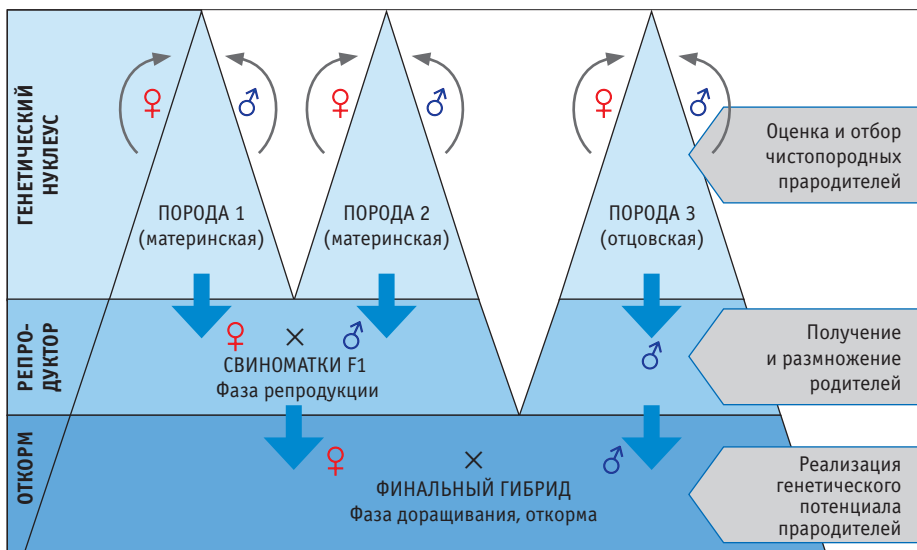 ГЕНЕТИЧЕСКИЙ
НУКЛЕУС
ПОРОДА 1
(материнская)
ПОРОДА 2
(материнская)
ПОРОДА 3
(отцовская)
Оценка и отбор
чистопородных
прародителей
РЕПРО-
ДУКТОР
♀ × ♂
СВИНОМАТКИ F1
Фаза репродукции
Получение
и размножение
родителей
ОТКОРМ
♀ × ♂
ФИНАЛЬНЫЙ ГИБРИД
Фаза доращивания, откорма
Реализация
генетического
потенциала
прародителей